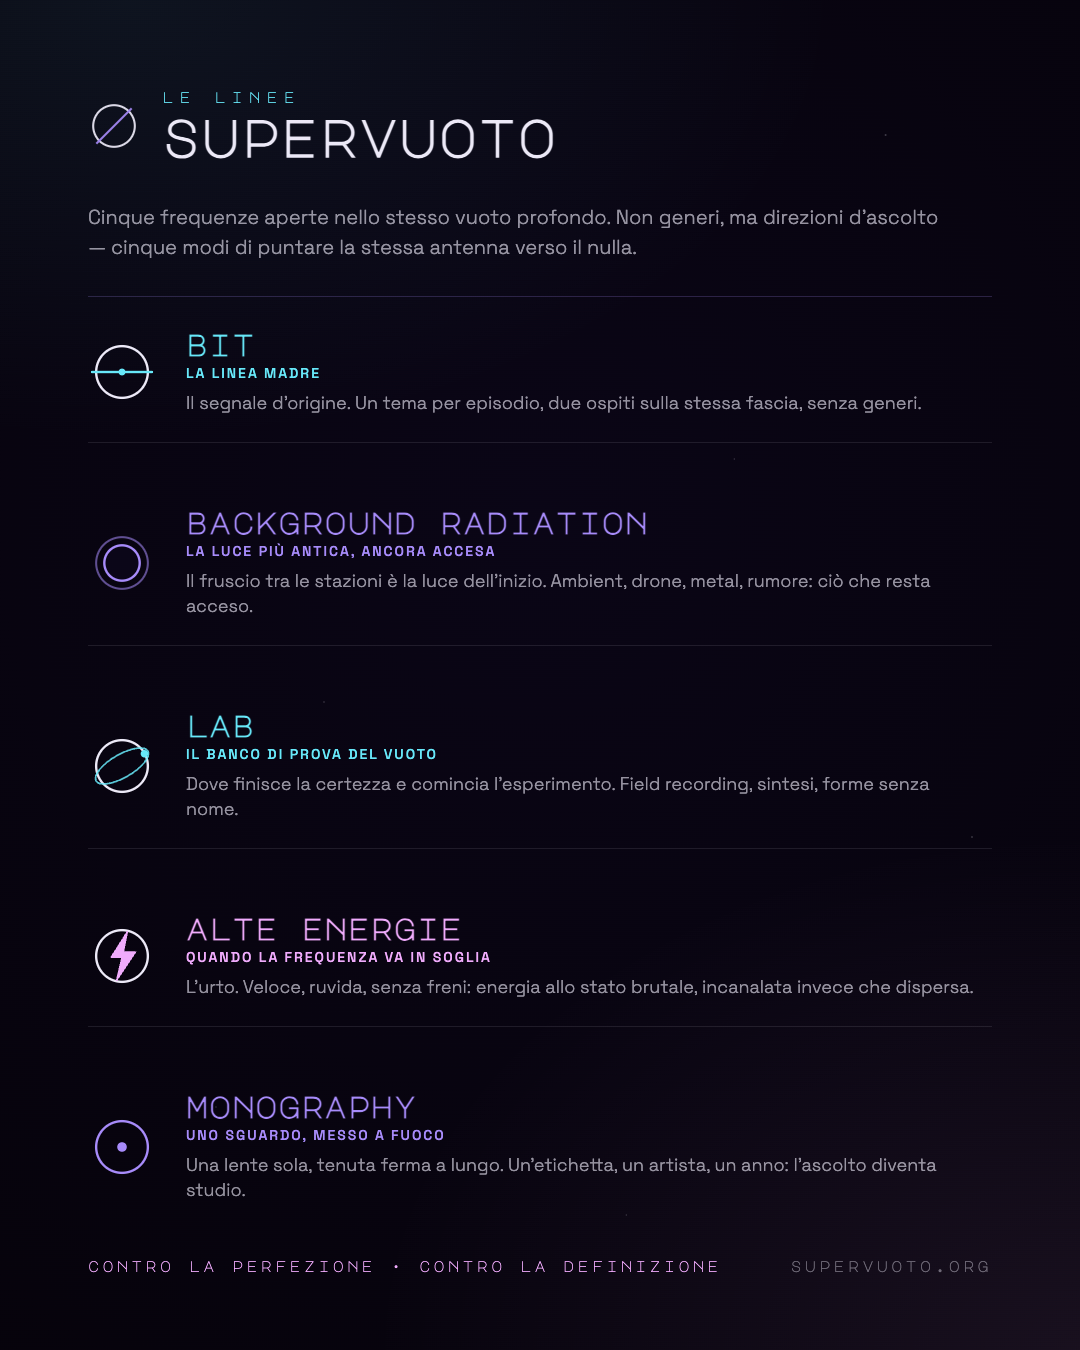 LE LINEE
SUPERVUOTO
Cinque frequenze aperte nello stesso vuoto profondo. Non generi, ma direzioni d’ascolto
— cinque modi di puntare la stessa antenna verso il nulla.
BIT
LA LINEA MADRE
Il segnale d’origine. Un tema per episodio, due ospiti sulla stessa fascia, senza generi.
BACKGROUND RADIATION
LA LUCE PIÙ ANTICA, ANCORA ACCESA
Il fruscio tra le stazioni è la luce dell’inizio. Ambient, drone, metal, rumore: ciò che resta
acceso.
LAB
IL BANCO DI PROVA DEL VUOTO
Dove finisce la certezza e comincia l’esperimento. Field recording, sintesi, forme senza
nome.
ALTE ENERGIE
QUANDO LA FREQUENZA VA IN SOGLIA
L’urto. Veloce, ruvida, senza freni: energia allo stato brutale, incanalata invece che dispersa.
MONOGRAPHY
UNO SGUARDO, MESSO A FUOCO
Una lente sola, tenuta ferma a lungo. Un’etichetta, un artista, un anno: l’ascolto diventa
studio.
CONTRO LA PERFEZIONE · CONTRO LA DEFINIZIONE SUPERVUOTO.ORG